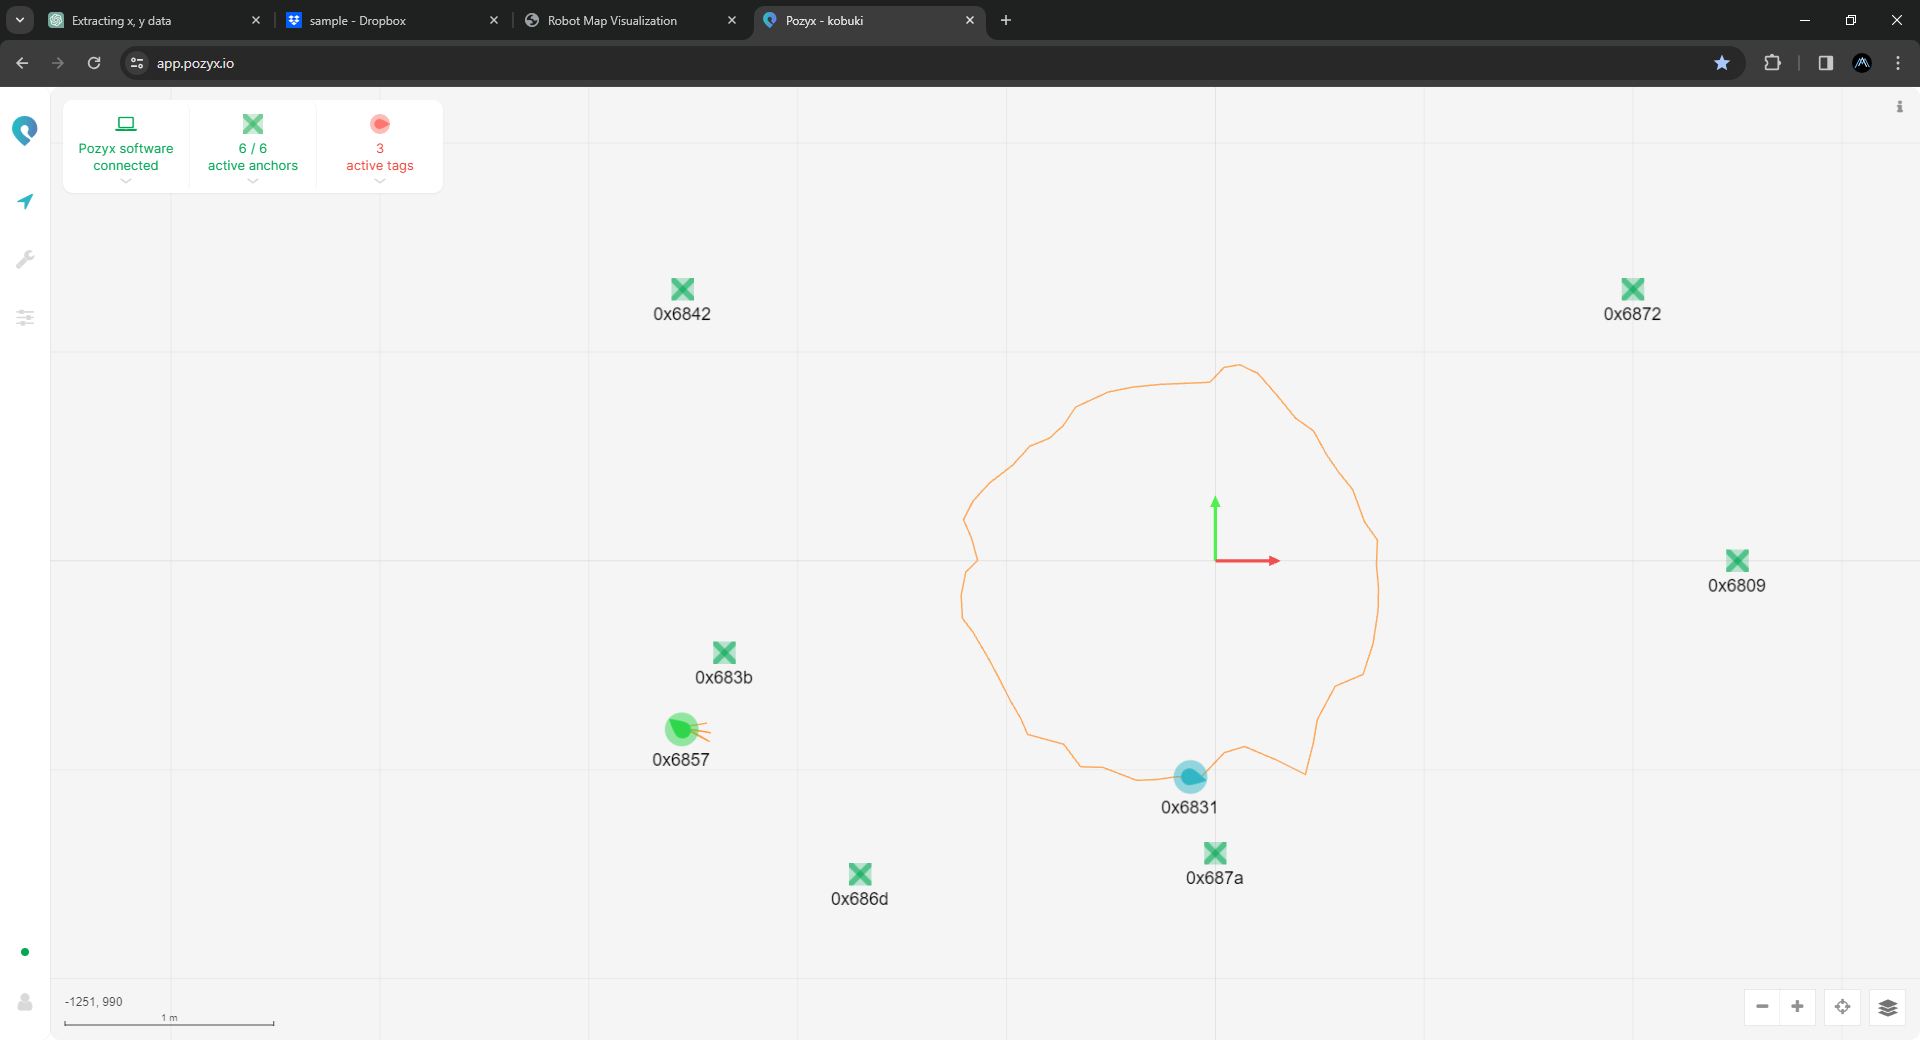 Extracting x, y data
sample - Dropbox
Robot Map Visualization
Pozyx - kobuki
app.pozyx.io
Pozyx software
connected
6 / 6
active anchors
3
active tags
0x6842
0x6872
0x6809
0x683b
0x6857
0x6831
0x687a
0x686d
-1251, 990
1 m